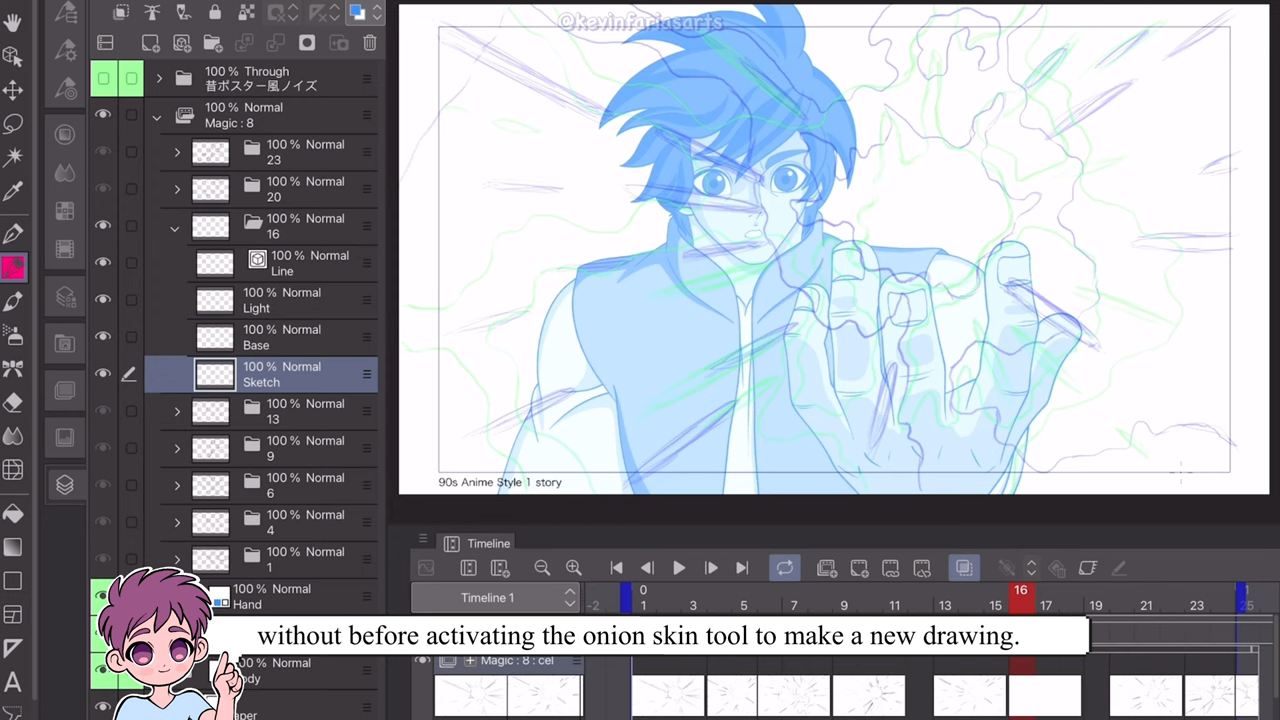 @kevinfariasarts
100 % Through
昔ポスター風ノイズ
100 % Normal
Magic : 8
100 % Normal
23
100 % Normal
20
100 % Normal
16
100 % Normal
Line
100 % Normal
Light
100 % Normal
Base
100 % Normal
Sketch
100 % Normal
13
100 % Normal
9
100 % Normal
6
100 % Normal
4
100 % Normal
1
Normal
Hand
Normal
90s Anime Style 1 story
Timeline
Timeline 1
0 16 1
-2 1 3 5 7 9 11 13 15 17 19 21 23 25
without before activating the onion skin tool to make a new drawing.
Magic : 8 : cel
A